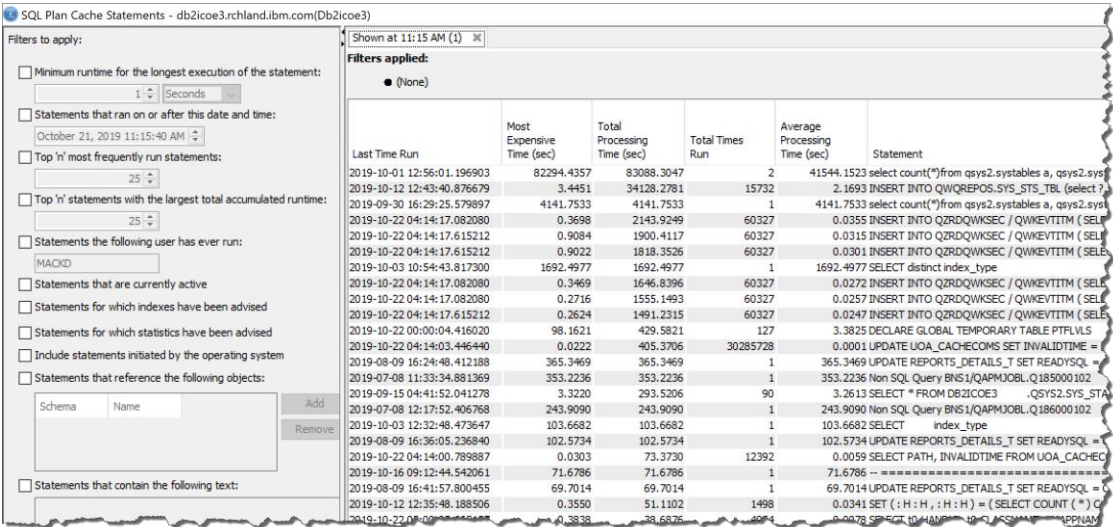 SQL Plan Cache Statements - db2icoe3.rchland.ibm.com(Db2icoe3)
Filters to apply:
Minimum runtime for the longest execution of the statement:
1 Seconds
Statements that ran on or after this date and time:
October 21, 2019 11:15:40 AM
Top 'n' most frequently run statements:
25
Top 'n' statements with the largest total accumulated runtime:
25
Statements the following user has ever run:
MACKD
Statements that are currently active
Statements for which indexes have been advised
Statements for which statistics have been advised
Include statements initiated by the operating system
Statements that reference the following objects:
Schema Name Add
Remove
Statements that contain the following text:
Shown at 11:15 AM (1)
Filters applied:
(None)
Last Time Run Most Expensive Time (sec) Total Processing Time (sec) Total Times Run Average Processing Time (sec) Statement
2019-10-01 12:56:01.196903 82294.4357 83088.3047 2 41544.1523 select count(*)from qsys2.systables a, qsys2.syst
2019-10-12 12:43:40.876679 3.4451 34128.2781 15732 2.1693 INSERT INTO QWQREPOS.SYS_STS_TBL (select ?,
2019-09-30 16:29:25.579897 4141.7533 4141.7533 1 4141.7533 select count(*)from qsys2.systables a, qsys2.syst
2019-10-22 04:14:17.082080 0.3698 2143.9249 60327 0.0355 INSERT INTO QZRDQWKSEC / QWKEVTITM ( SELE
2019-10-22 04:14:17.615212 0.9084 1900.4117 60327 0.0315 INSERT INTO QZRDQWKSEC / QWKEVTITM ( SELE
2019-10-22 04:14:17.615212 0.9022 1818.3526 60327 0.0301 INSERT INTO QZRDQWKSEC / QWKEVTITM ( SELE
2019-10-03 10:54:43.817300 1692.4977 1692.4977 1 1692.4977 SELECT distinct index_type
2019-10-22 04:14:17.082080 0.3469 1646.8396 60327 0.0272 INSERT INTO QZRDQWKSEC / QWKEVTITM ( SELE
2019-10-22 04:14:17.082080 0.2716 1555.1493 60327 0.0257 INSERT INTO QZRDQWKSEC / QWKEVTITM ( SELE
2019-10-22 04:14:17.615212 0.2624 1491.2315 60327 0.0247 INSERT INTO QZRDQWKSEC / QWKEVTITM ( SELE
2019-10-22 00:00:04.416020 98.1621 429.5821 127 3.3825 DECLARE GLOBAL TEMPORARY TABLE PTFLVLS
2019-10-22 04:14:03.446440 0.0222 405.3706 30285728 0.0001 UPDATE UOA_CACHECOMS SET INVALIDTIME =
2019-08-09 16:24:48.412188 365.3469 365.3469 1 365.3469 UPDATE REPORTS_DETAILS_T SET READYSQL =
2019-07-08 11:33:34.881369 353.2236 353.2236 1 353.2236 Non SQL Query BNS1/QAPMJOBL.Q185000102
2019-09-15 04:41:52.041278 3.3220 293.5206 90 3.2613 SELECT * FROM DB2ICOE3 .QSYS2.SYS_STA
2019-07-08 12:17:52.406768 243.9090 243.9090 1 243.9090 Non SQL Query BNS1/QAPMJOBL.Q186000102
2019-10-03 12:32:48.473647 103.6682 103.6682 1 103.6682 SELECT index_type
2019-08-09 16:36:05.236840 102.5734 102.5734 1 102.5734 UPDATE REPORTS_DETAILS_T SET READYSQL =
2019-10-22 04:14:00.789887 0.0303 73.3730 12392 0.0059 SELECT PATH, INVALIDTIME FROM UOA_CACHEC
2019-10-16 09:12:44.542061 71.6786 71.6786 1 71.6786 -- ==============================
2019-08-09 16:41:57.800455 69.7014 69.7014 1 69.7014 UPDATE REPORTS_DETAILS_T SET READYSQL =
2019-10-12 12:35:48.188506 0.3550 51.1102 1498 0.0341 SET ( : H : H , : H : H ) = ( SELECT COUNT ( * )